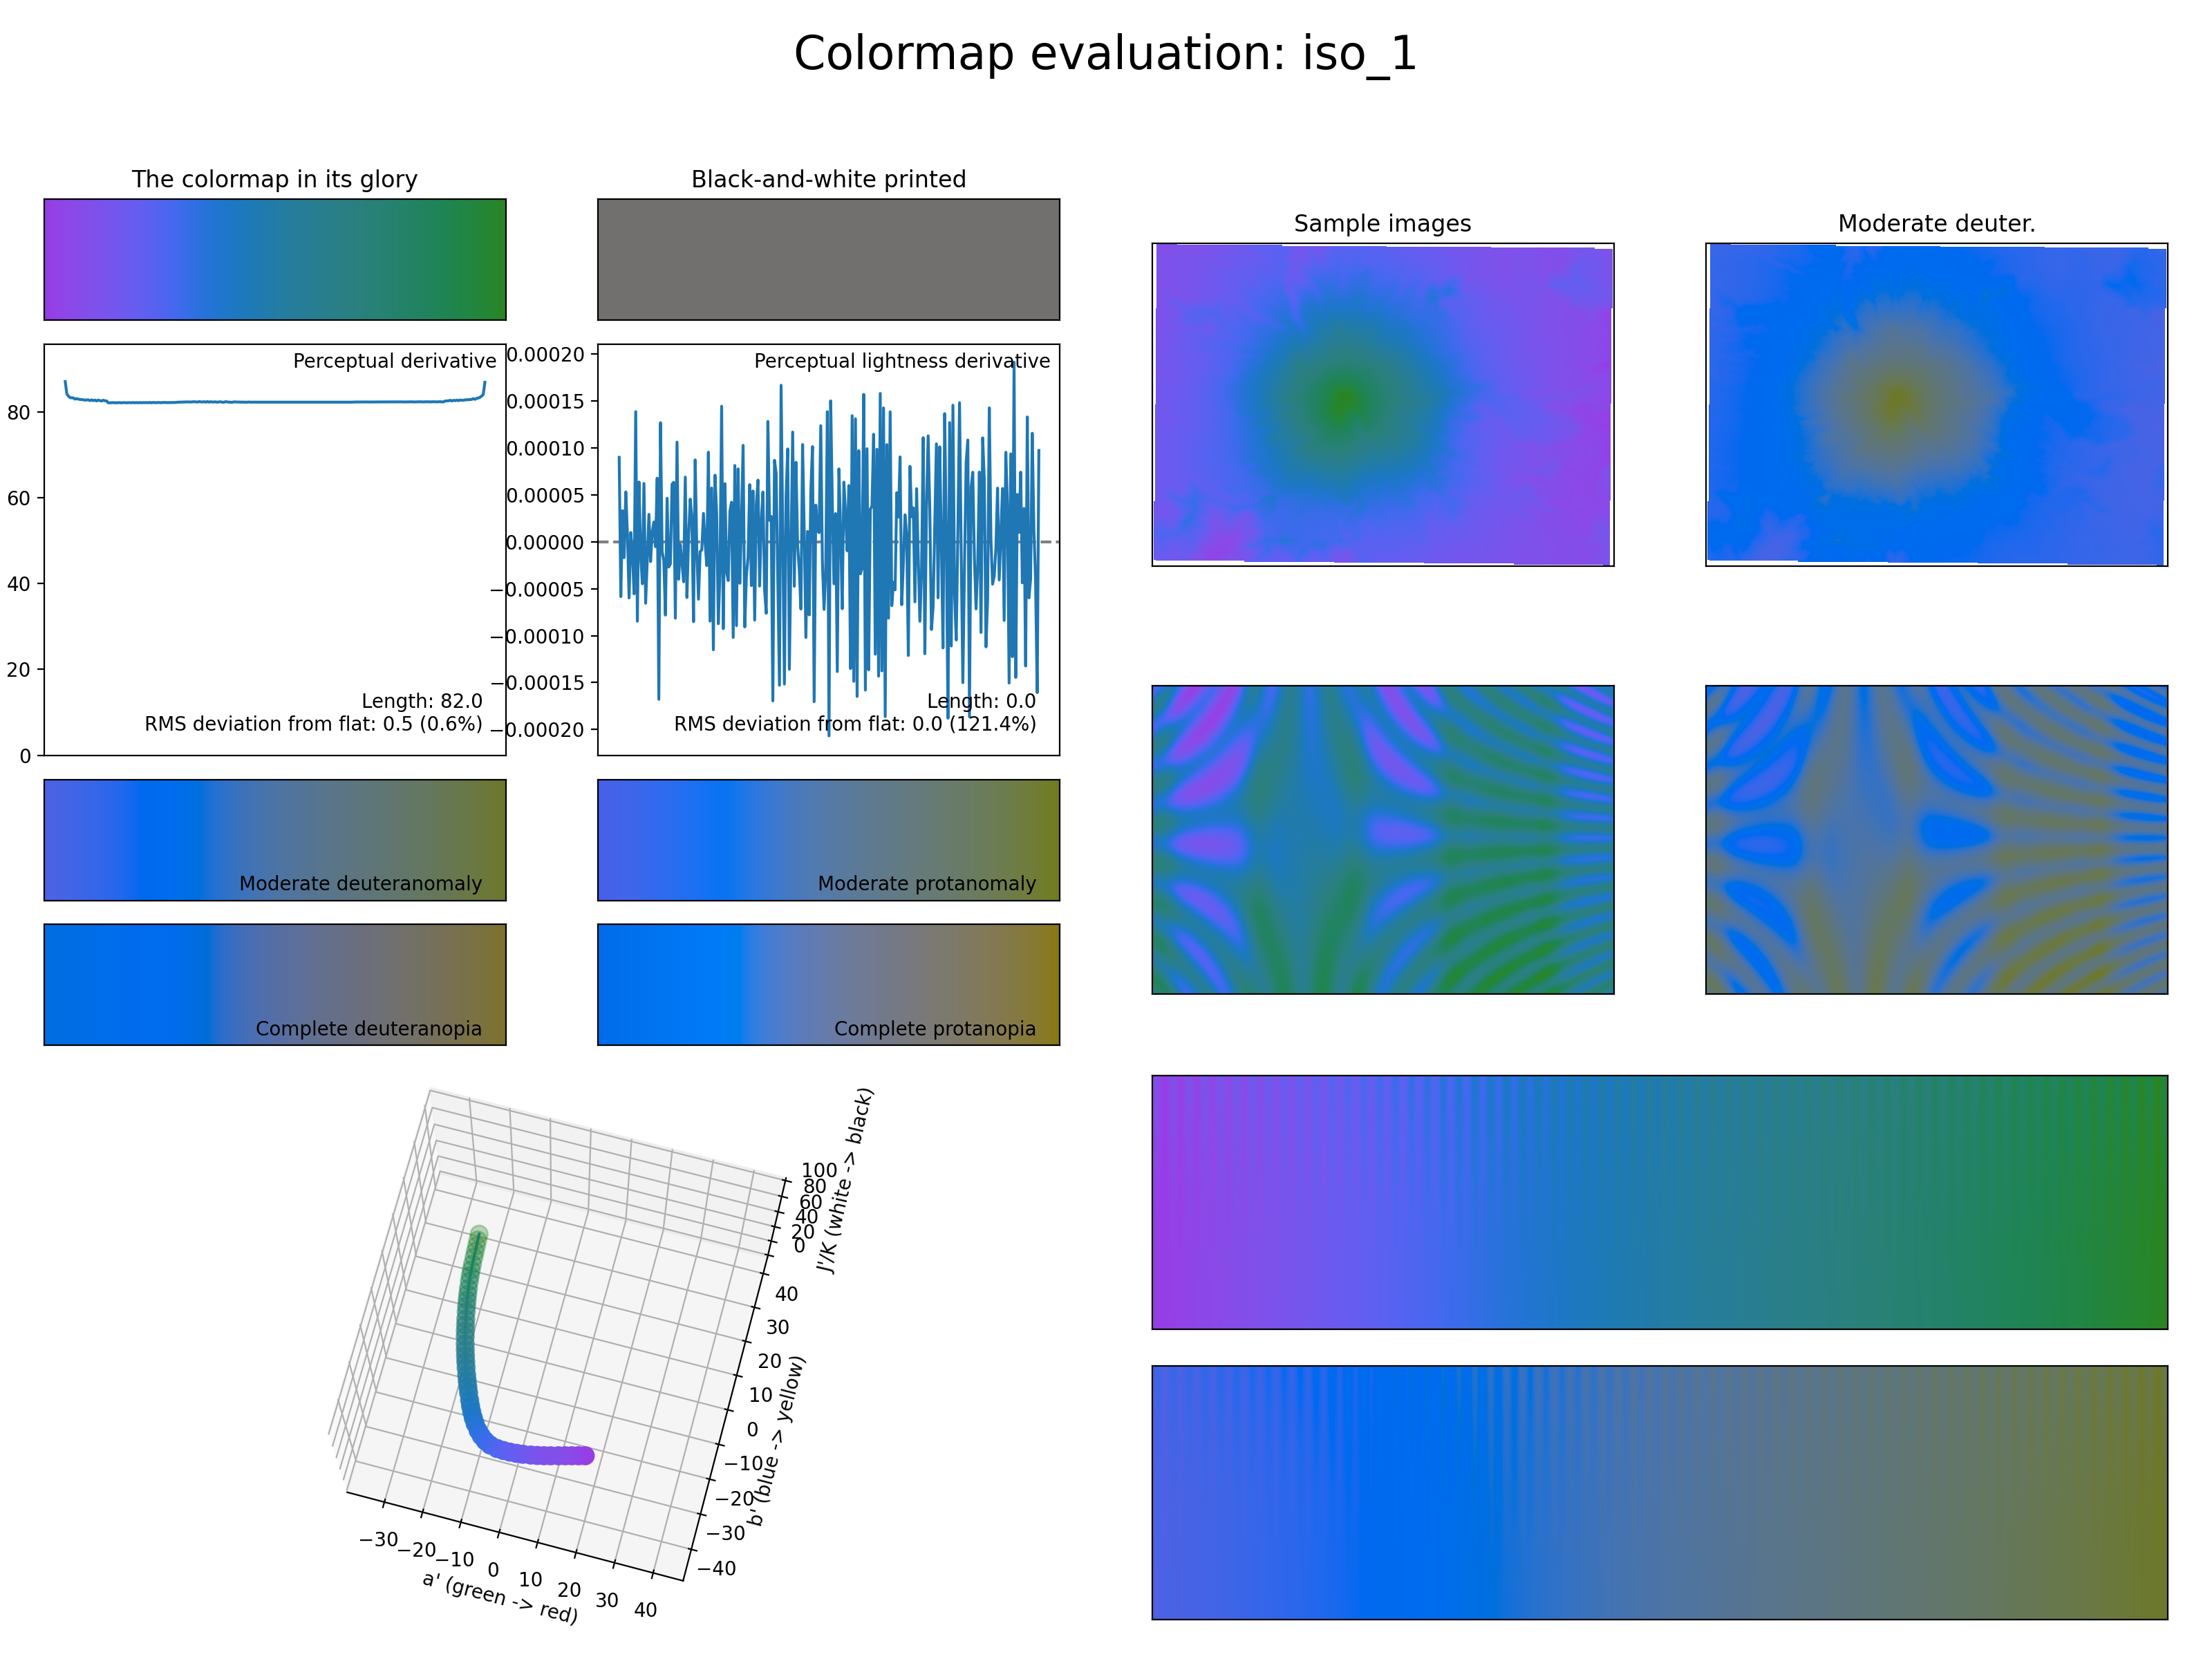 Colormap evaluation: iso_1
The colormap in its glory
Black-and-white printed
Sample images
Moderate deuter.
Perceptual derivative
80
60
40
20
0
Length: 82.0
RMS deviation from flat: 0.5 (0.6%)
Perceptual lightness derivative
0.00020
0.00015
0.00010
0.00005
0.00000
−0.00005
−0.00010
−0.00015
−0.00020
Length: 0.0
RMS deviation from flat: 0.0 (121.4%)
Moderate deuteranomaly
Moderate protanomaly
Complete deuteranopia
Complete protanopia
100
80
60
40
20
0
J'/K (white -> black)
40
30
20
10
0
−10
−20
−30
−40
b' (blue -> yellow)
−30
−20
−10
0
10
20
30
40
a' (green -> red)